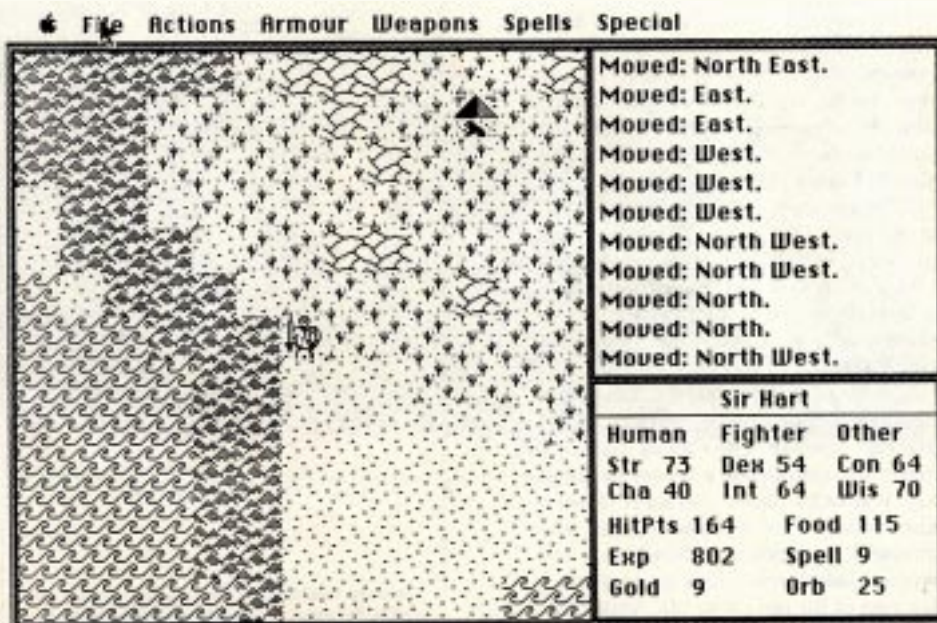 File Actions Armour Weapons Spells Special
Moved: North East.
Moved: East.
Moved: East.
Moved: West.
Moved: West.
Moved: West.
Moved: North West.
Moved: North West.
Moved: North.
Moved: North.
Moved: North West.
Sir Hart
Human Fighter Other
Str 73 Dex 54 Con 64
Cha 40 Int 64 Wis 70
HitPts 164 Food 115
Exp 802 Spell 9
Gold 9 Orb 25